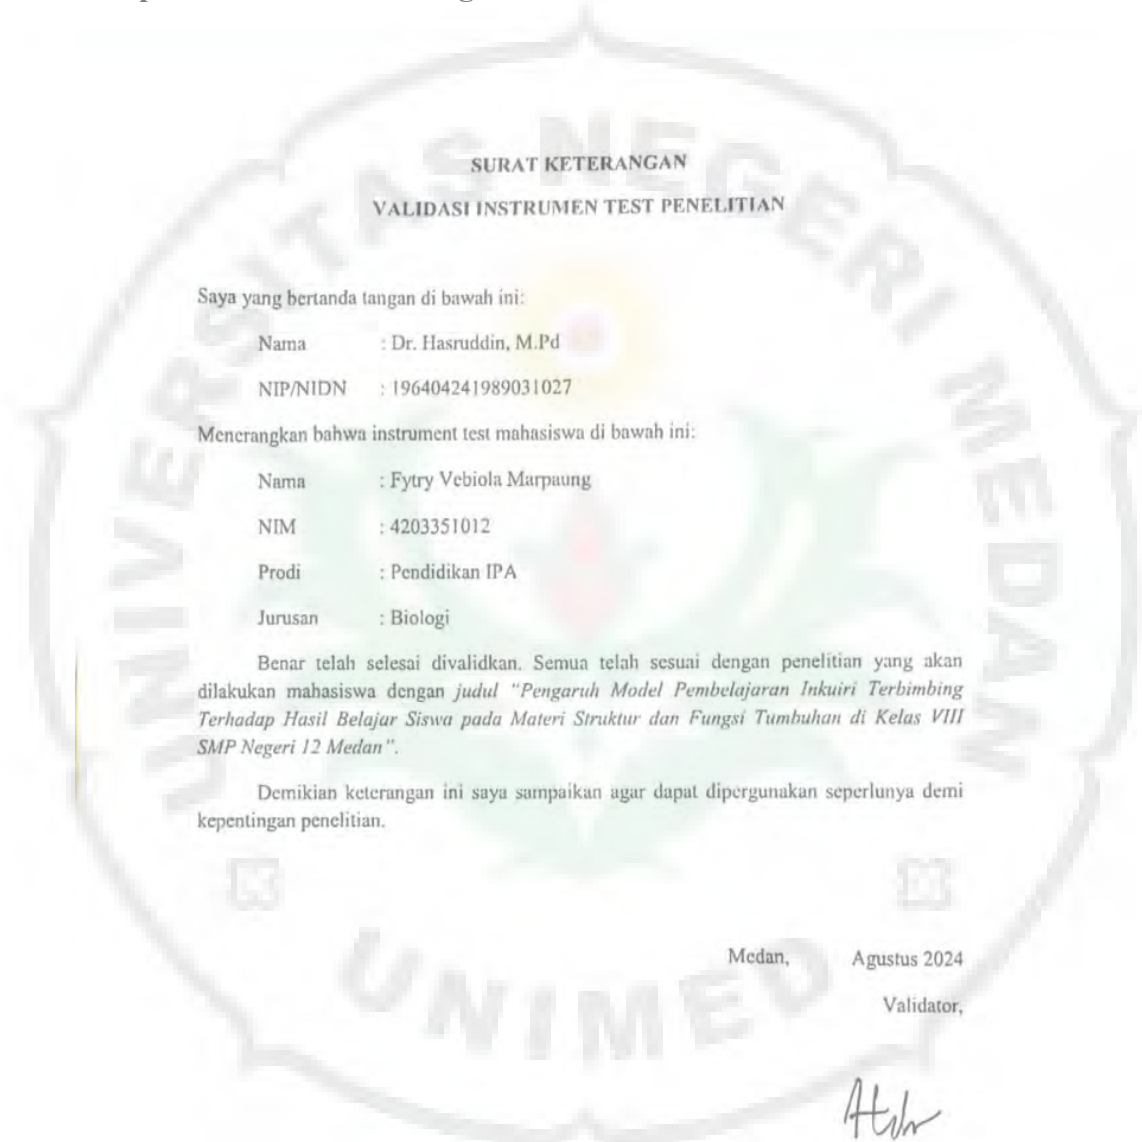 SURAT KETERANGAN
VALIDASI INSTRUMEN TEST PENELITIAN
Saya yang bertanda tangan di bawah ini:
Nama : Dr. Hasruddin, M.Pd
NIP/NIDN : 196404241989031027
Menerangkan bahwa instrument test mahasiswa di bawah ini:
Nama : Fytry Vebiola Marpaung
NIM : 4203351012
Prodi : Pendidikan IPA
Jurusan : Biologi
Benar telah selesai divalidkan. Semua telah sesuai dengan penelitian yang akan
dilakukan mahasiswa dengan judul "Pengaruh Model Pembelajaran Inkuiri Terbimbing
Terhadap Hasil Belajar Siswa pada Materi Struktur dan Fungsi Tumbuhan di Kelas VIII
SMP Negeri 12 Medan".
Demikian keterangan ini saya sampaikan agar dapat dipergunakan seperlunya demi
kepentingan penelitian.
Medan, Agustus 2024
Validator,
UNIVERSITAS NEGERI MEDAN
UNIMED